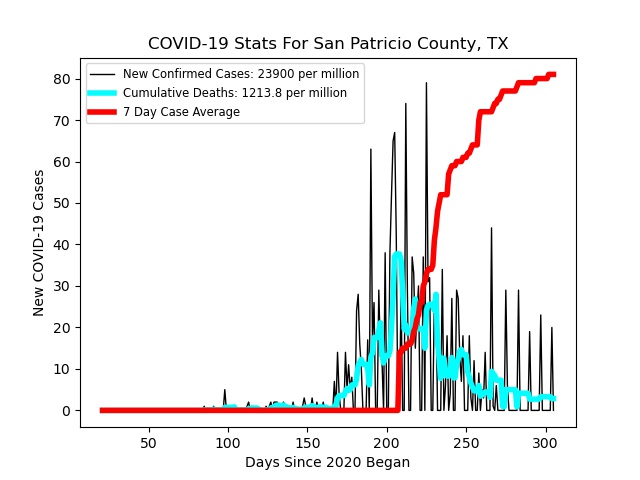 COVID-19 Stats For San Patricio County, TX
New Confirmed Cases: 23900 per million
Cumulative Deaths: 1213.8 per million
7 Day Case Average
80
70
60
50
40
30
20
10
0
New COVID-19 Cases
50 100 150 200 250 300
Days Since 2020 Began